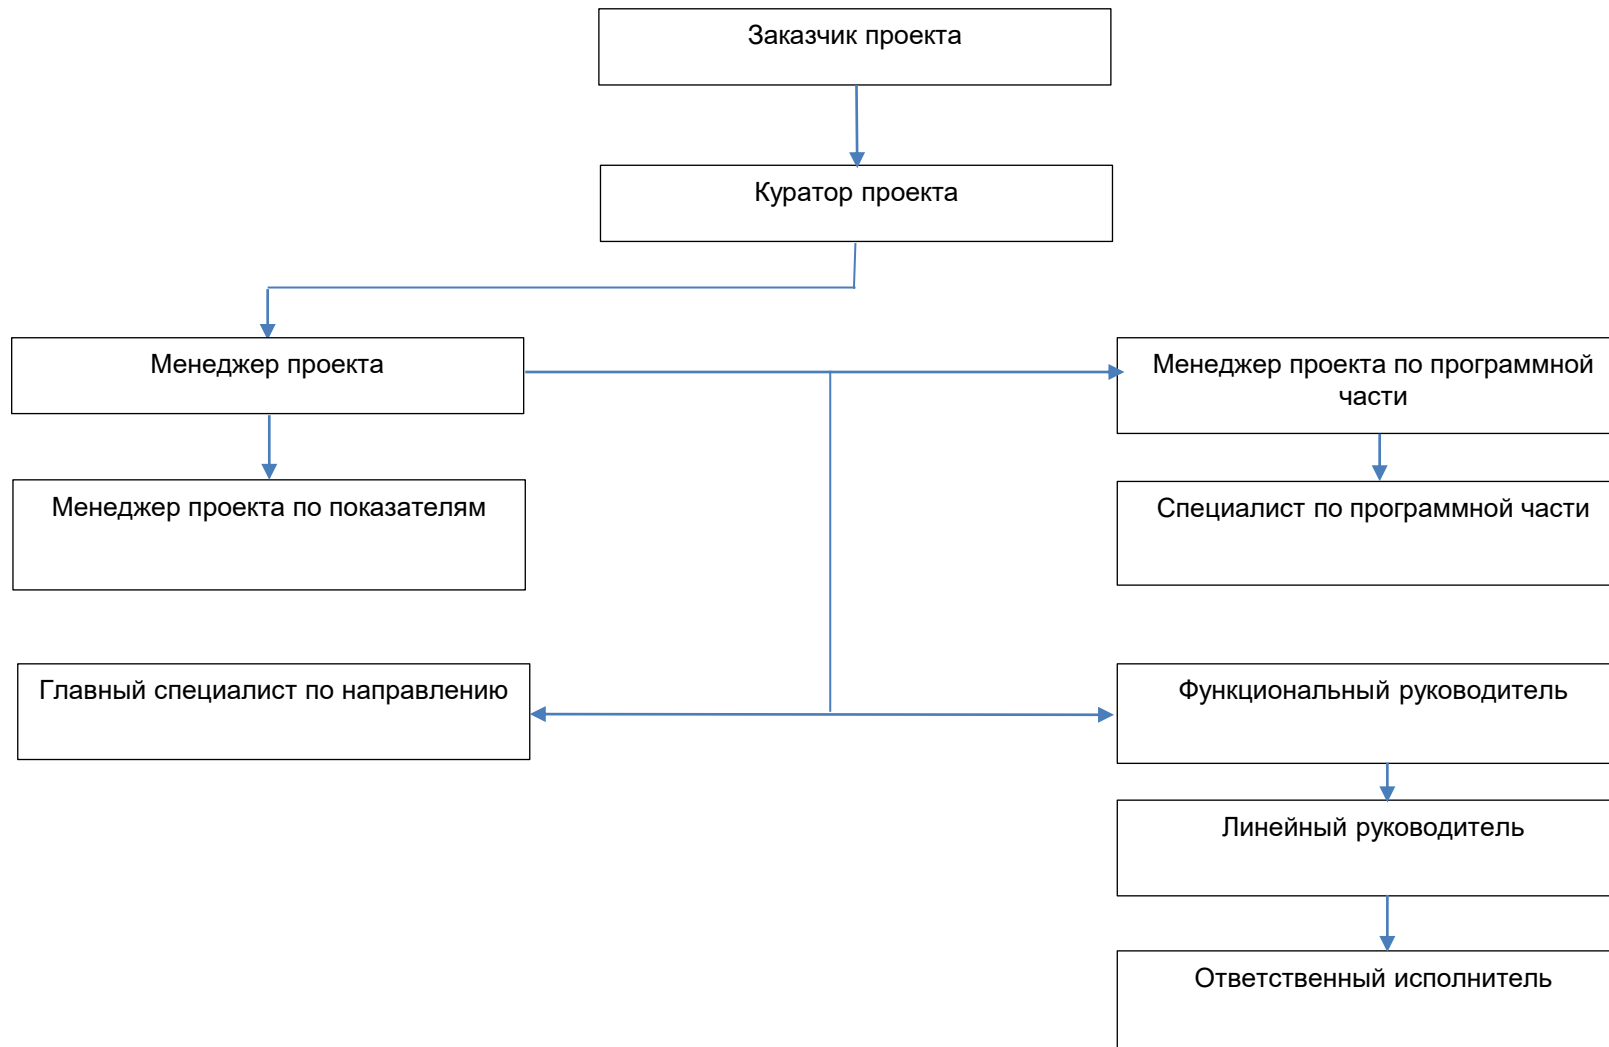 Заказчик проекта
Куратор проекта
Менеджер проекта
Менеджер проекта по программной
части
Менеджер проекта по показателям
Специалист по программной части
Главный специалист по направлению
Функциональный руководитель
Линейный руководитель
Ответственный исполнитель